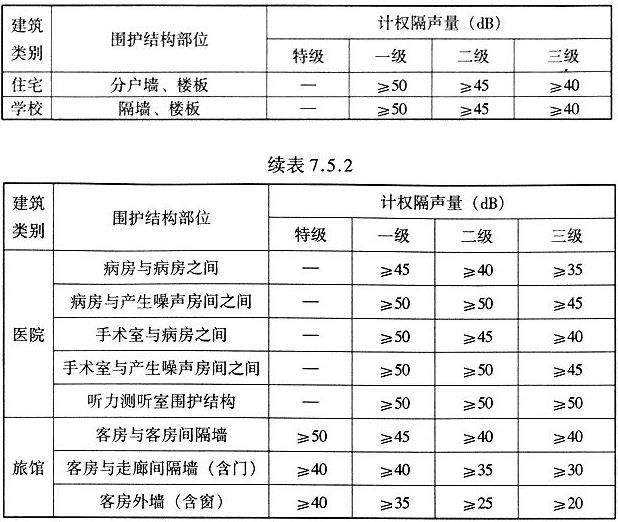 建筑类别 围护结构部位 计权隔声量（dB）
特级 一级 二级 三级
住宅 分户墙、楼板 — ≥50 ≥45 ≥40
学校 隔墙、楼板 — ≥50 ≥45 ≥40
续表7.5.2
建筑类别 围护结构部位 计权隔声量（dB）
特级 一级 二级 三级
医院 病房与病房之间 — ≥45 ≥40 ≥35
病房与产生噪声房间之间 — ≥50 ≥50 ≥45
手术室与病房之间 — ≥50 ≥45 ≥40
手术室与产生噪声房间之间 — ≥50 ≥50 ≥45
听力测听室围护结构 — ≥50 ≥50 ≥50
旅馆 客房与客房间隔墙 ≥50 ≥45 ≥40 ≥40
客房与走廊间隔墙（含门） ≥40 ≥40 ≥35 ≥30
客房外墙（含窗） ≥40 ≥35 ≥25 ≥20